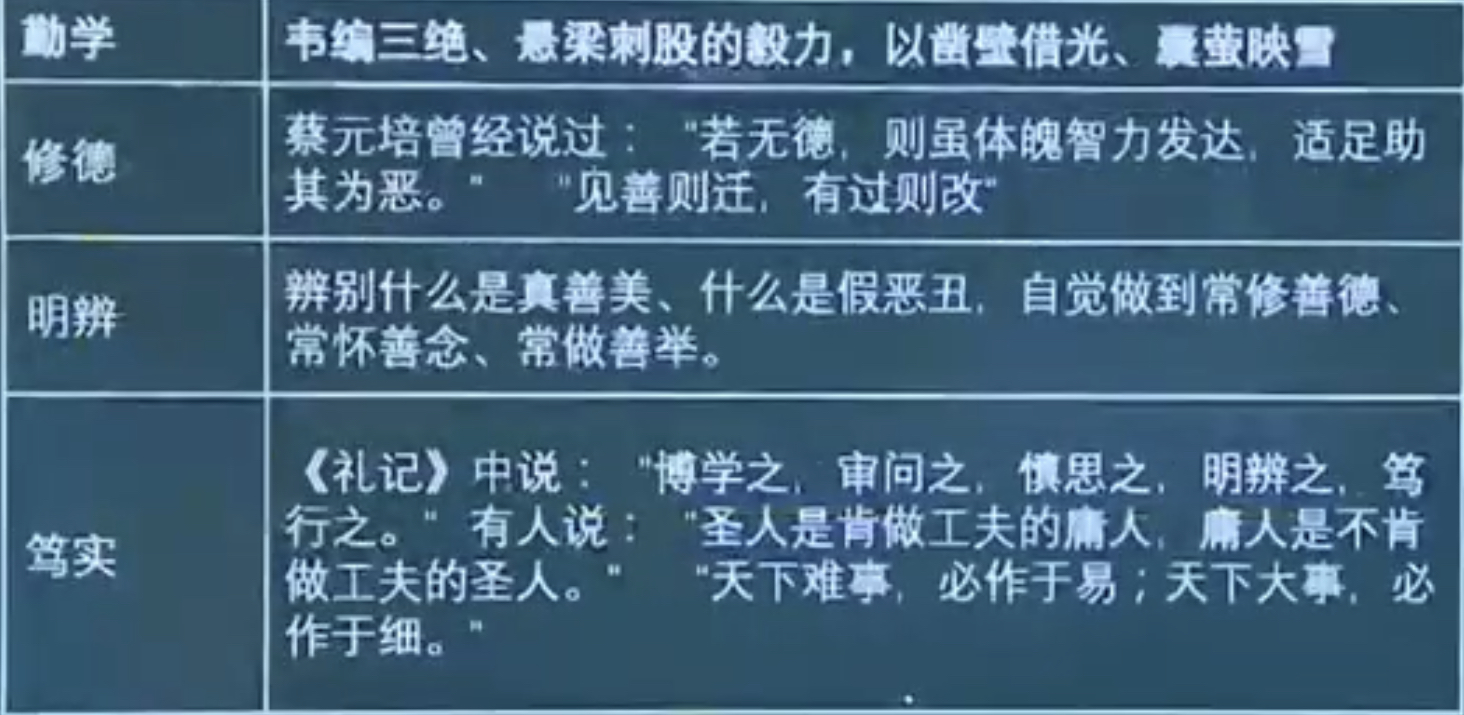 勤学
韦编三绝、悬梁刺股的毅力，以凿壁借光、囊萤映雪
修德
蔡元培曾经说过："若无德，则虽体魄智力发达，适足助
其为恶。" "见善则迁，有过则改"
明辨
辨别什么是真善美、什么是假恶丑，自觉做到常修善德、
常怀善念、常做善举。
笃实
《礼记》中说："博学之，审问之，慎思之，明辨之，笃
行之。" 有人说："圣人是肯做工夫的庸人，庸人是不肯
做工夫的圣人。" "天下难事，必作于易；天下大事，必
作于细。"